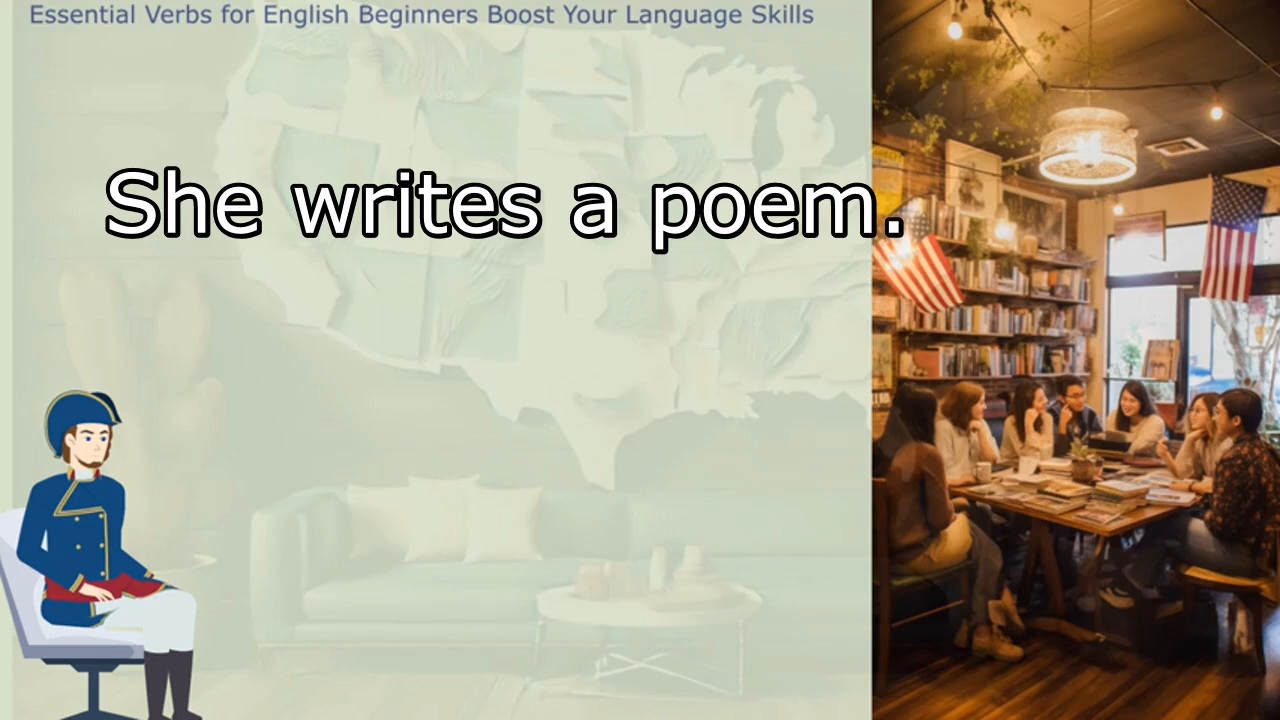 Essential Verbs for English Beginners Boost Your Language Skills
She writes a poem.